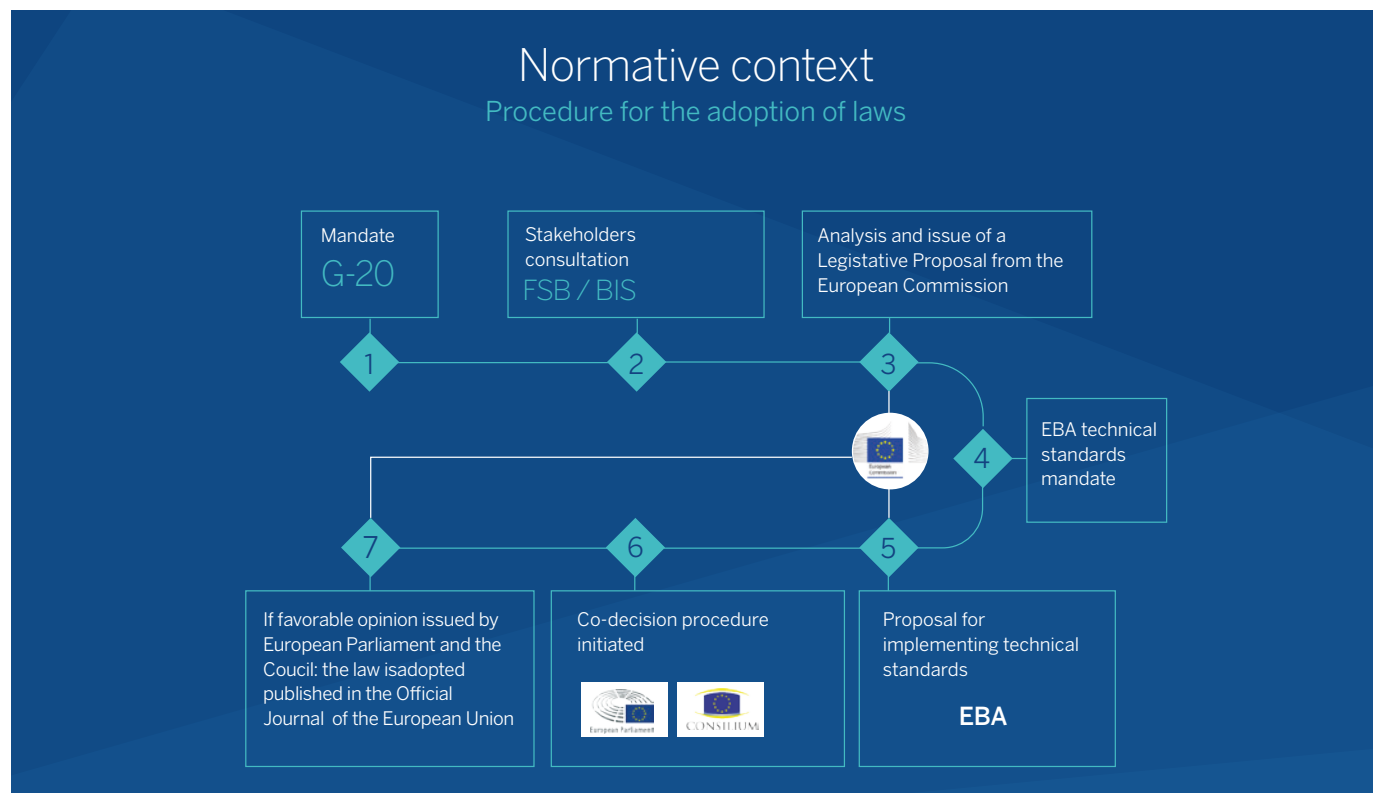 Normative context
Procedure for the adoption of laws
Mandate
G-20
Stakeholders
consultation
FSB / BIS
Analysis and issue of a
Legistative Proposal from the
European Commission
1
2
3
European
Commission
4
EBA technical
standards
mandate
7
6
5
If favorable opinion issued by
European Parliament and the
Coucil: the law isadopted
published in the Official
Journal of the European Union
Co-decision procedure
initiated
European Parliament
CONSILIUM
Proposal for
implementing technical
standards
EBA